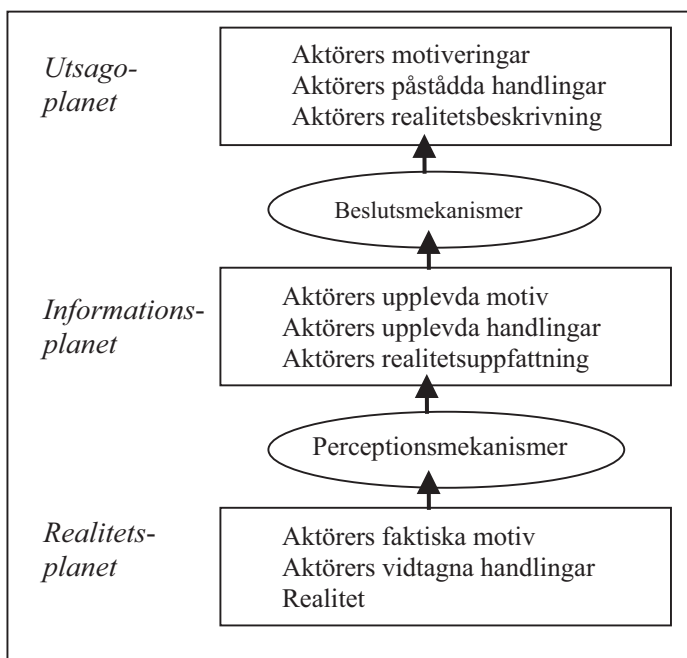 Utsago-
planet
Aktörers motiveringar
Aktörers påstådda handlingar
Aktörers realitetsbeskrivning
Beslutsmekanismer
Informations-
planet
Aktörers upplevda motiv
Aktörers upplevda handlingar
Aktörers realitetsuppfattning
Perceptionsmekanismer
Realitets-
planet
Aktörers faktiska motiv
Aktörers vidtagna handlingar
Realitet